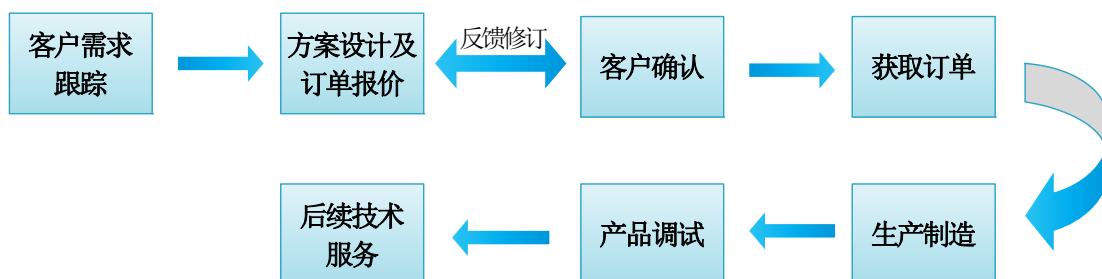 客户需求
跟踪
方案设计及
订单报价
反馈修订
客户确认
获取订单
生产制造
产品调试
后续技术
服务